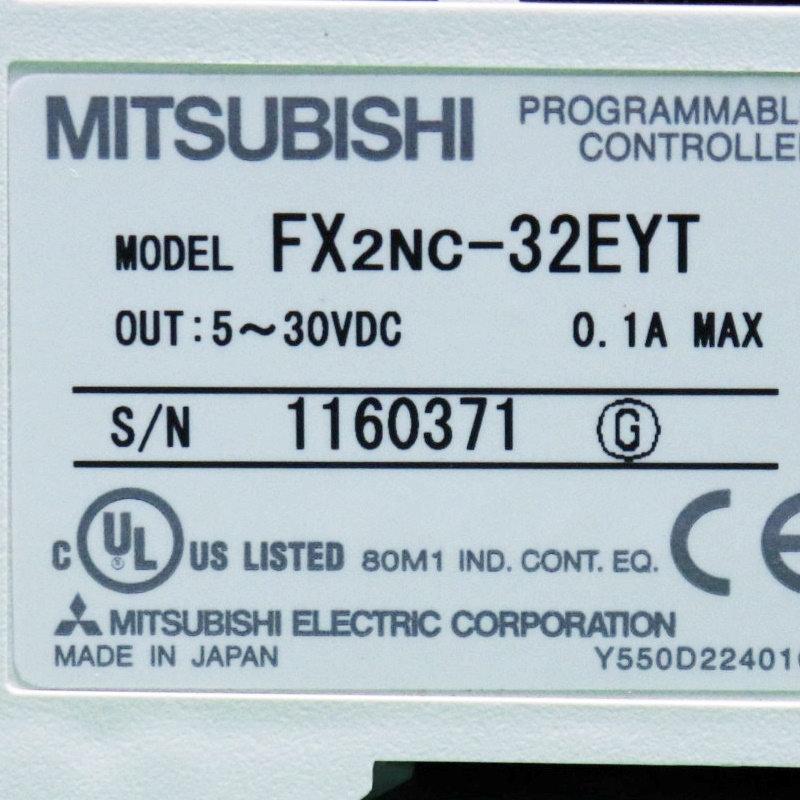 MITSUBISHI
PROGRAMMABL
CONTROLLE
MODEL FX2NC-32EYT
OUT:5～30VDC 0.1A MAX
S/N 1160371 G
C UL ® US LISTED 80M1 IND. CONT. EQ. CE
MITSUBISHI ELECTRIC CORPORATION
MADE IN JAPAN Y550D22401